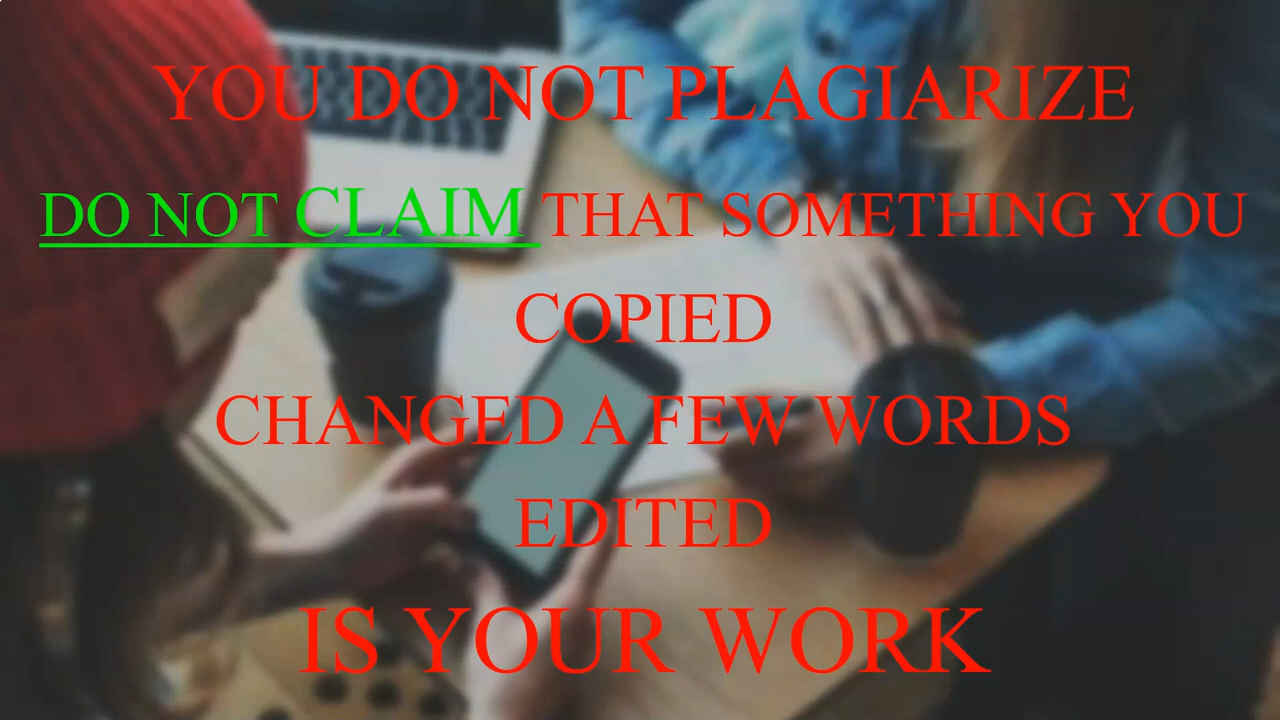 YOU DO NOT PLAGIARIZE
DO NOT CLAIM THAT SOMETHING YOU
COPIED
CHANGED A FEW WORDS
EDITED
IS YOUR WORK